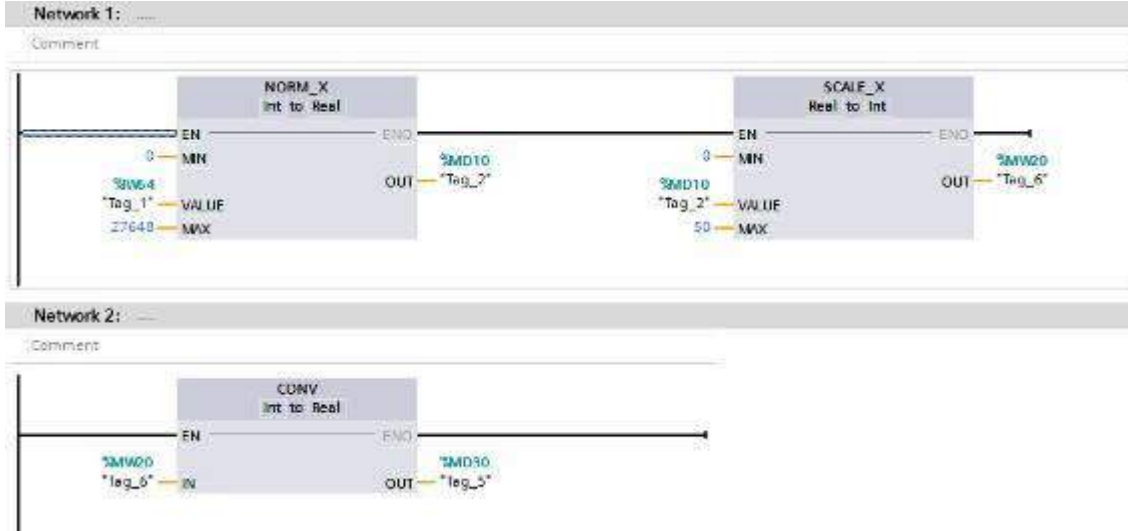 Network 1: .....
Comment
NORM_X
Int to Real
SCALE_X
Real to Int
EN
ENO
EN
ENO
0
MIN
%MD10
0
MIN
%MW20
%IW64
OUT
"Tag_2"
%MD10
OUT
"Tag_6"
"Tag_1"
VALUE
"Tag_2"
VALUE
27648
MAX
50
MAX
Network 2: .....
Comment
CONV
Int to Real
EN
ENO
%MW20
%MD30
"Tag_6"
IN
OUT
"Tag_5"